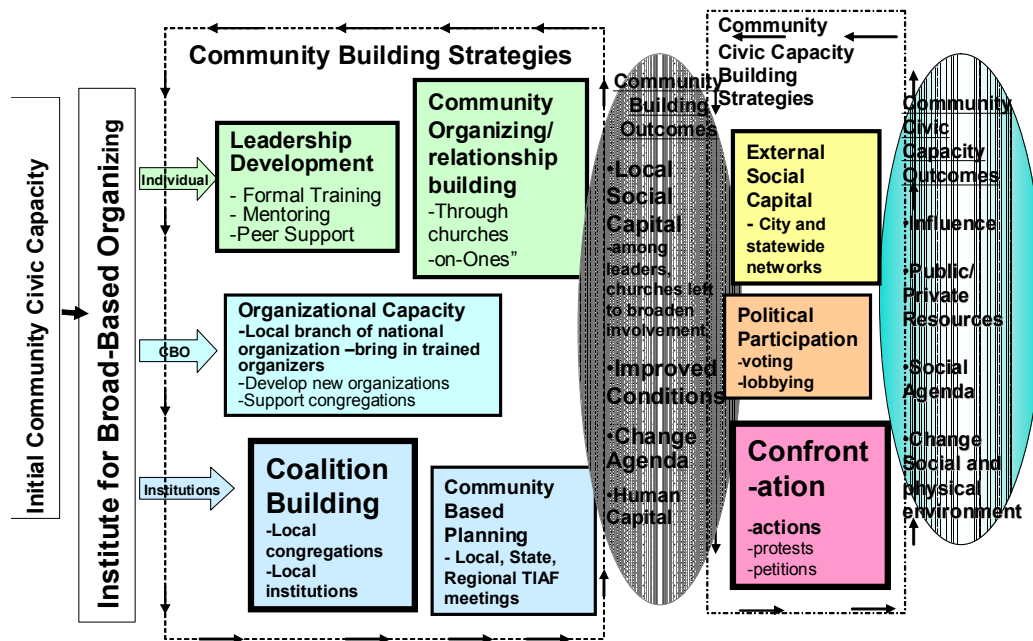 Initial Community Civic Capacity
Institute for Broad-Based Organizing
Community Building Strategies
Individual
Leadership
Development
- Formal Training
- Mentoring
-Peer Support
Community
Organizing/
relationship
building
-Through
churches
-on-Ones”
CBO
Organizational Capacity
-Local branch of national
organization –bring in trained
organizers
-Develop new organizations
-Support congregations
Institutions
Coalition
Building
-Local
congregations
-Local
institutions
Community
Based
Planning
- Local, State,
Regional TIAF
meetings
Community
Building
Outcomes
•Local
Social
Capital
-among
leaders,
churches left
to broaden
involvement
•Improved
Conditions
•Change
Agenda
•Human
Capital
Community
Civic Capacity
Building
Strategies
External
Social
Capital
- City and
statewide
networks
Political
Participation
-voting
-lobbying
Confront
-ation
-actions
-protests
-petitions
Community
Civic
Capacity
Outcomes
•Influence
•Public/
Private
Resources
•Social
Agenda
•Change
Social and
physical
environment